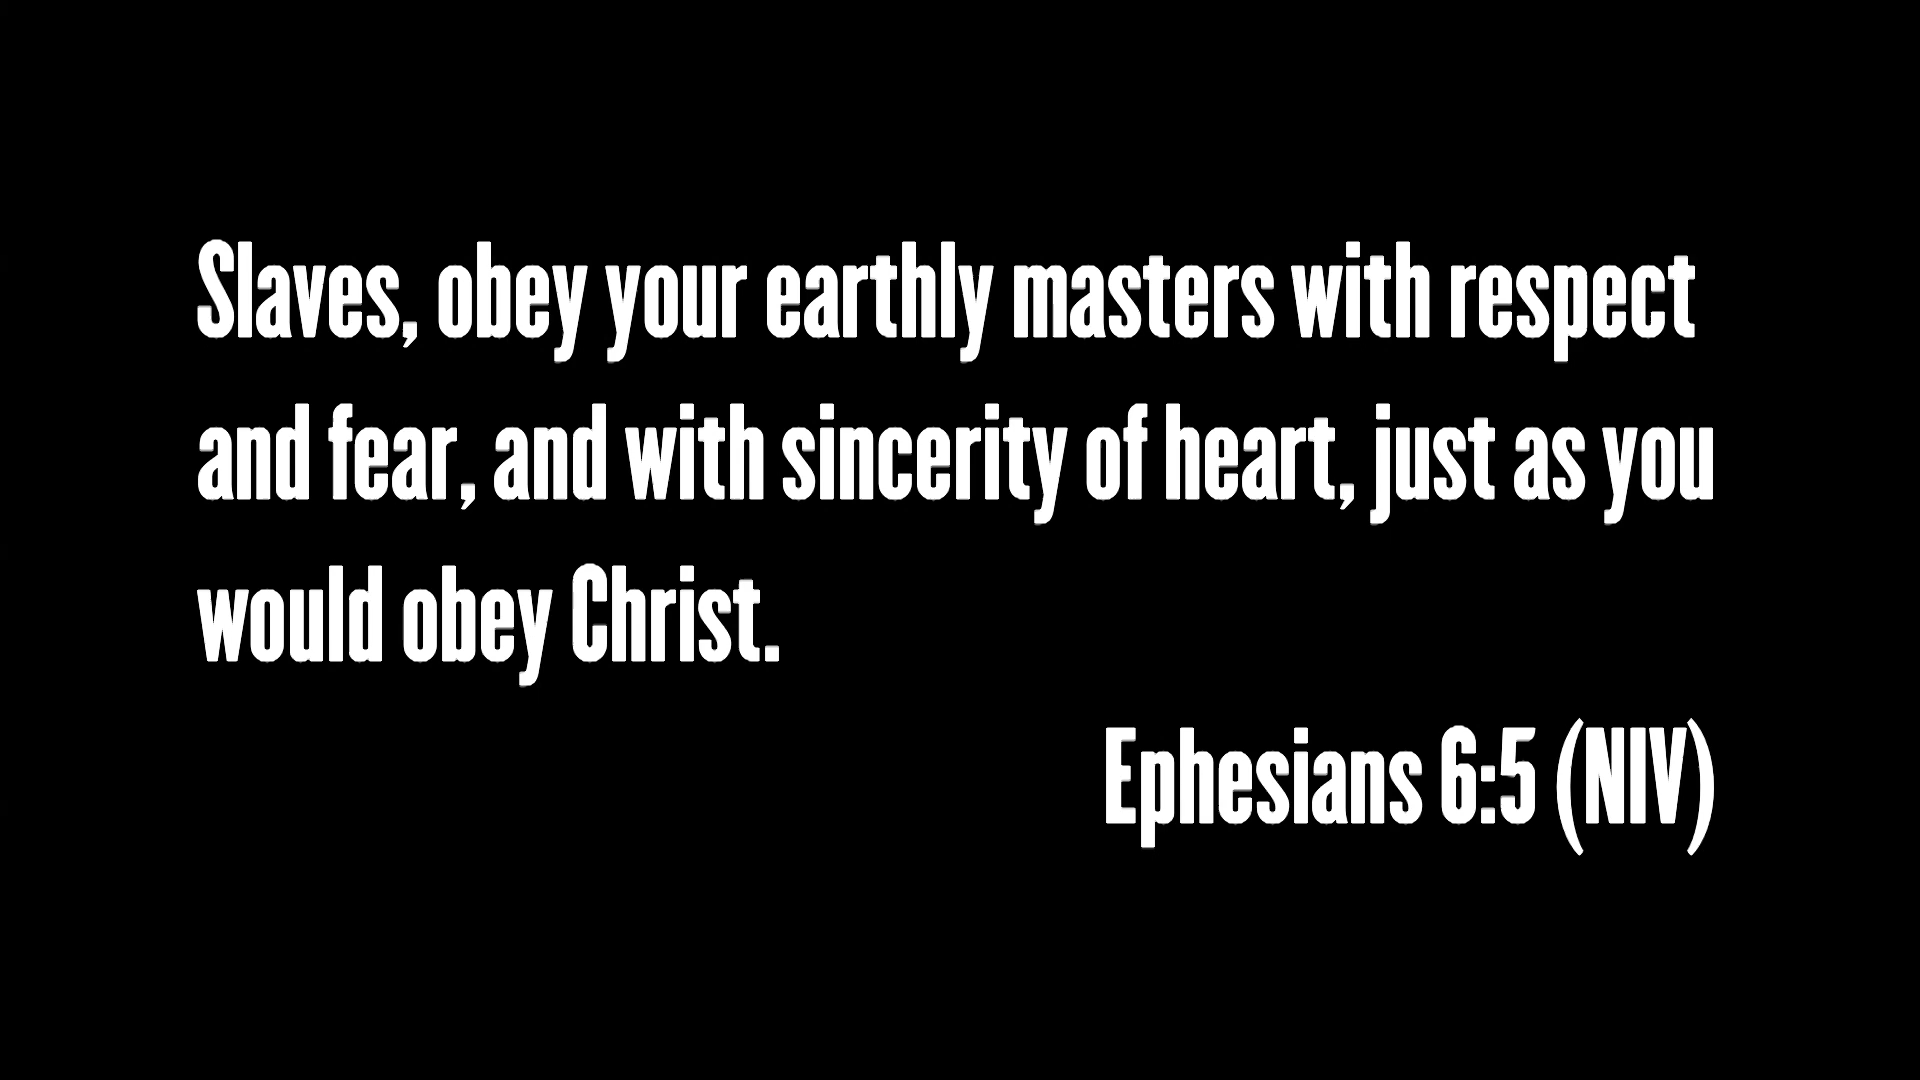 Slaves, obey your earthly masters with respect
and fear, and with sincerity of heart, just as you
would obey Christ.
Ephesians 6:5 (NIV)